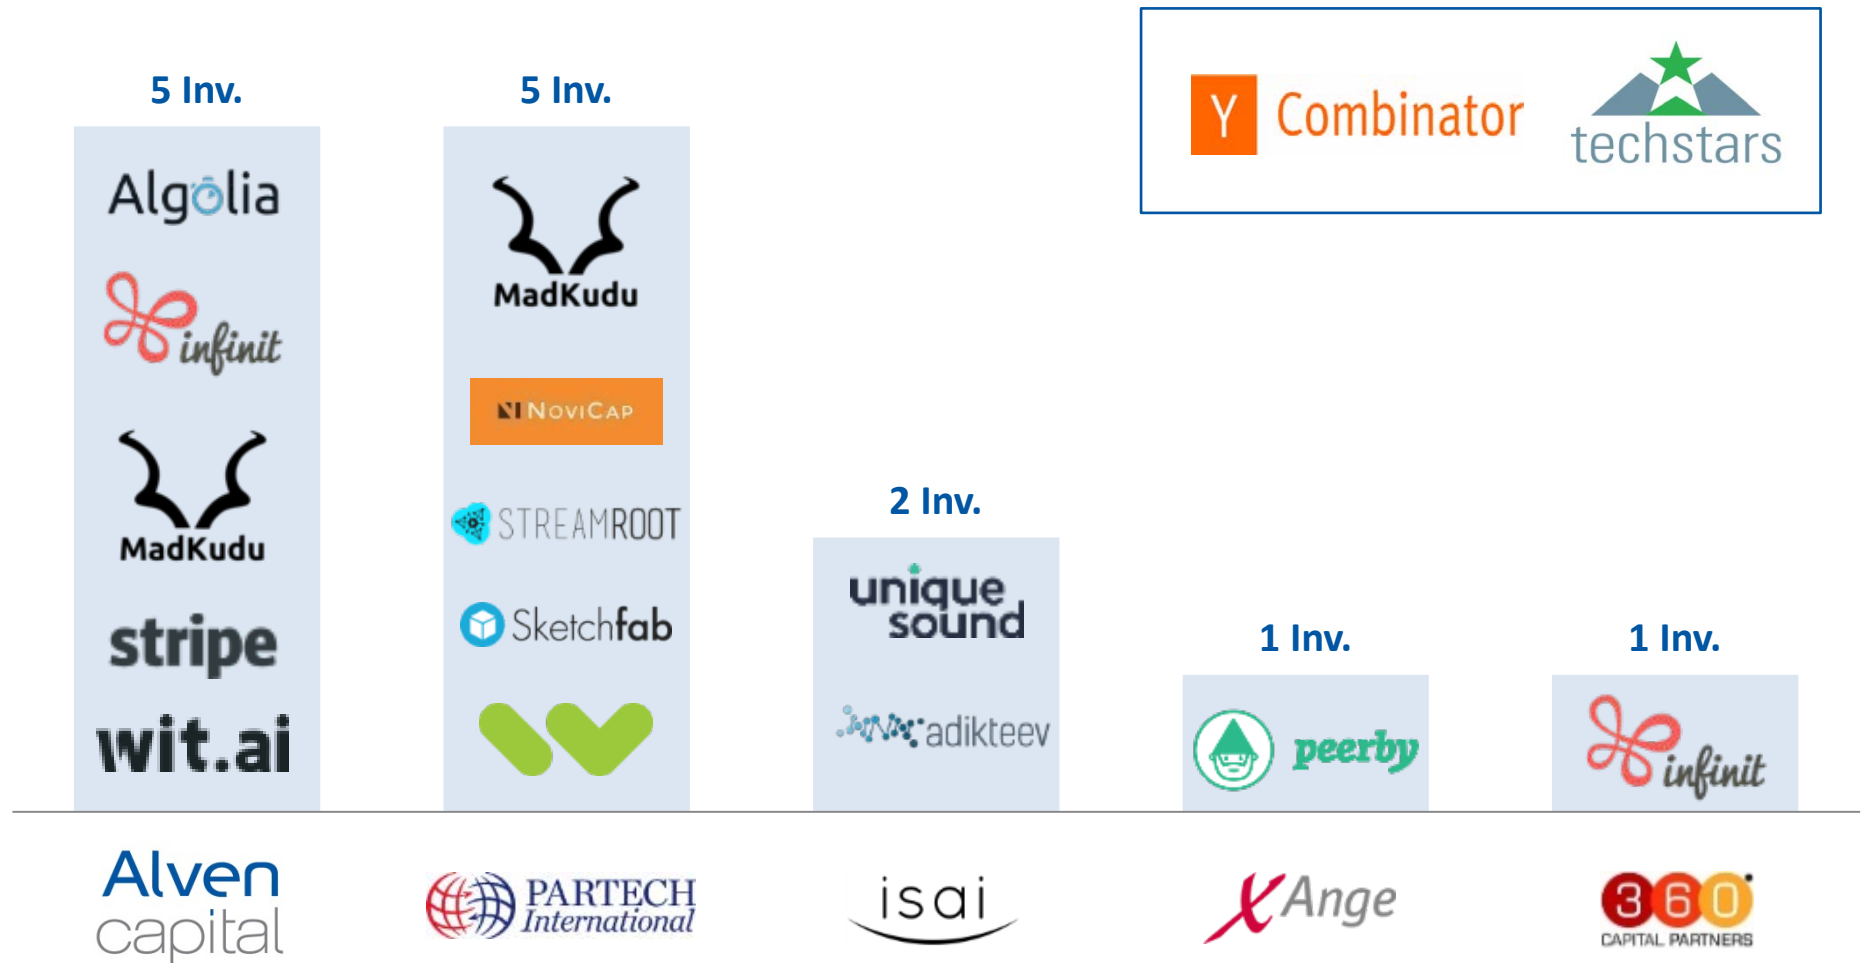 5 Inv.
Algolia
infinit
MadKudu
stripe
wit.ai
Alven
capital
5 Inv.
MadKudu
NOVICAP
STREAMROOT
Sketchfab
PARTECH
International
2 Inv.
unique
sound
adikteev
isai
1 Inv.
peerby
XAnge
1 Inv.
infinit
360°
CAPITAL PARTNERS
Y Combinator
techstars